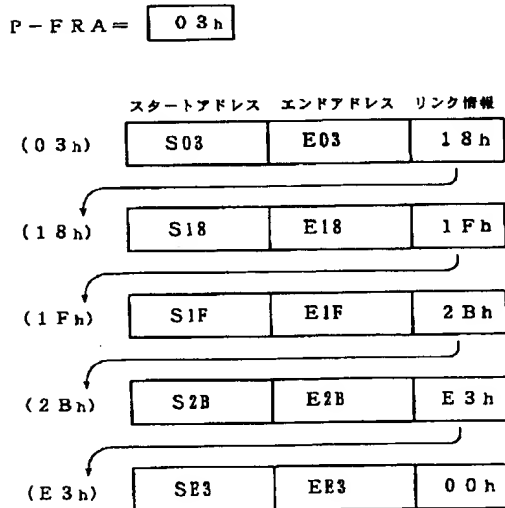 P-FRA= 03h
スタートアドレス エンドアドレス リンク情報
(03h) S03 E03 18h
(18h) S18 E18 1Fh
(1Fh) S1F E1F 2Bh
(2Bh) S2B E2B E3h
(E3h) SE3 EE3 00h